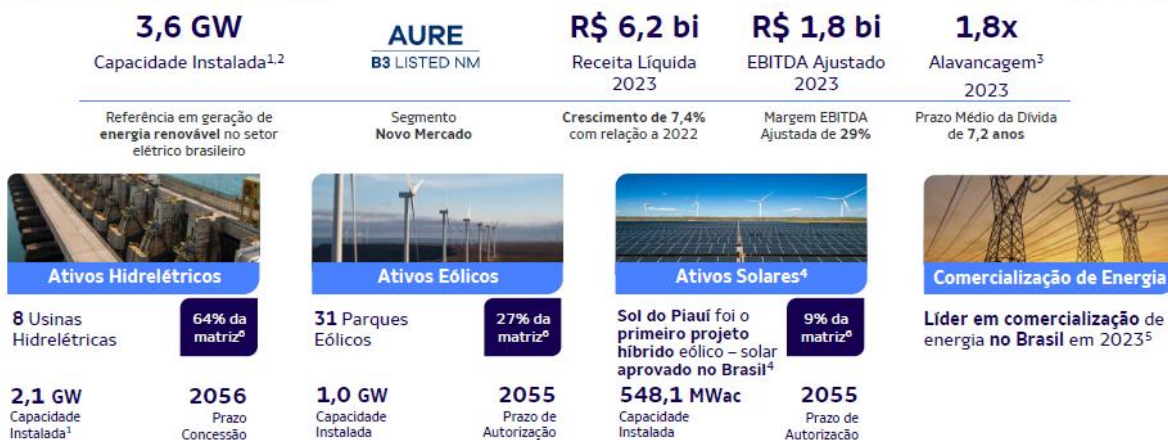 3,6 GW
Capacidade Instalada¹,²
Referência em geração de
energia renovável no setor
elétrico brasileiro
AURE
B3 LISTED NM
Segmento
Novo Mercado
R$ 6,2 bi
Receita Líquida
2023
Crescimento de 7,4%
com relação a 2022
R$ 1,8 bi
EBITDA Ajustado
2023
Margem EBITDA
Ajustada de 29%
1,8x
Alavancagem³
2023
Prazo Médio da Dívida
de 7,2 anos
Ativos Hidrelétricos
8 Usinas
Hidrelétricas
64% da
matriz⁶
2,1 GW
Capacidade
Instalada¹
2056
Prazo
Concessão
Ativos Eólicos
31 Parques
Eólicos
27% da
matriz⁶
1,0 GW
Capacidade
Instalada
2055
Prazo de
Autorização
Ativos Solares⁴
Sol do Piauí foi o
primeiro projeto
híbrido eólico – solar
aprovado no Brasil⁴
9% da
matriz⁶
548,1 MWac
Capacidade
Instalada
2055
Prazo de
Autorização
Comercialização de Energia
Líder em comercialização de
energia no Brasil em 2023⁵